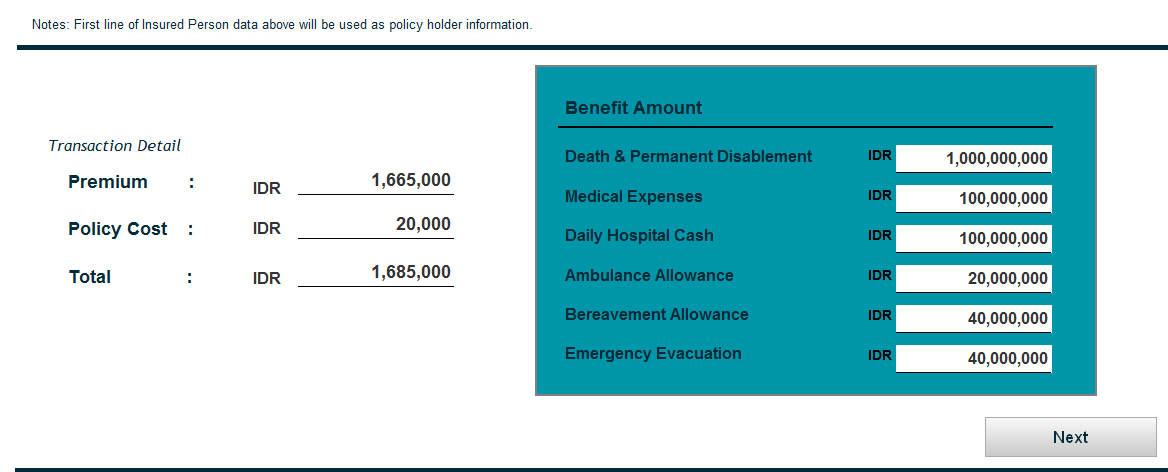 Notes: First line of Insured Person data above will be used as policy holder information.
Transaction Detail
Premium : IDR 1,665,000
Policy Cost : IDR 20,000
Total : IDR 1,685,000
Benefit Amount
Death & Permanent Disablement IDR 1,000,000,000
Medical Expenses IDR 100,000,000
Daily Hospital Cash IDR 100,000,000
Ambulance Allowance IDR 20,000,000
Bereavement Allowance IDR 40,000,000
Emergency Evacuation IDR 40,000,000
Next